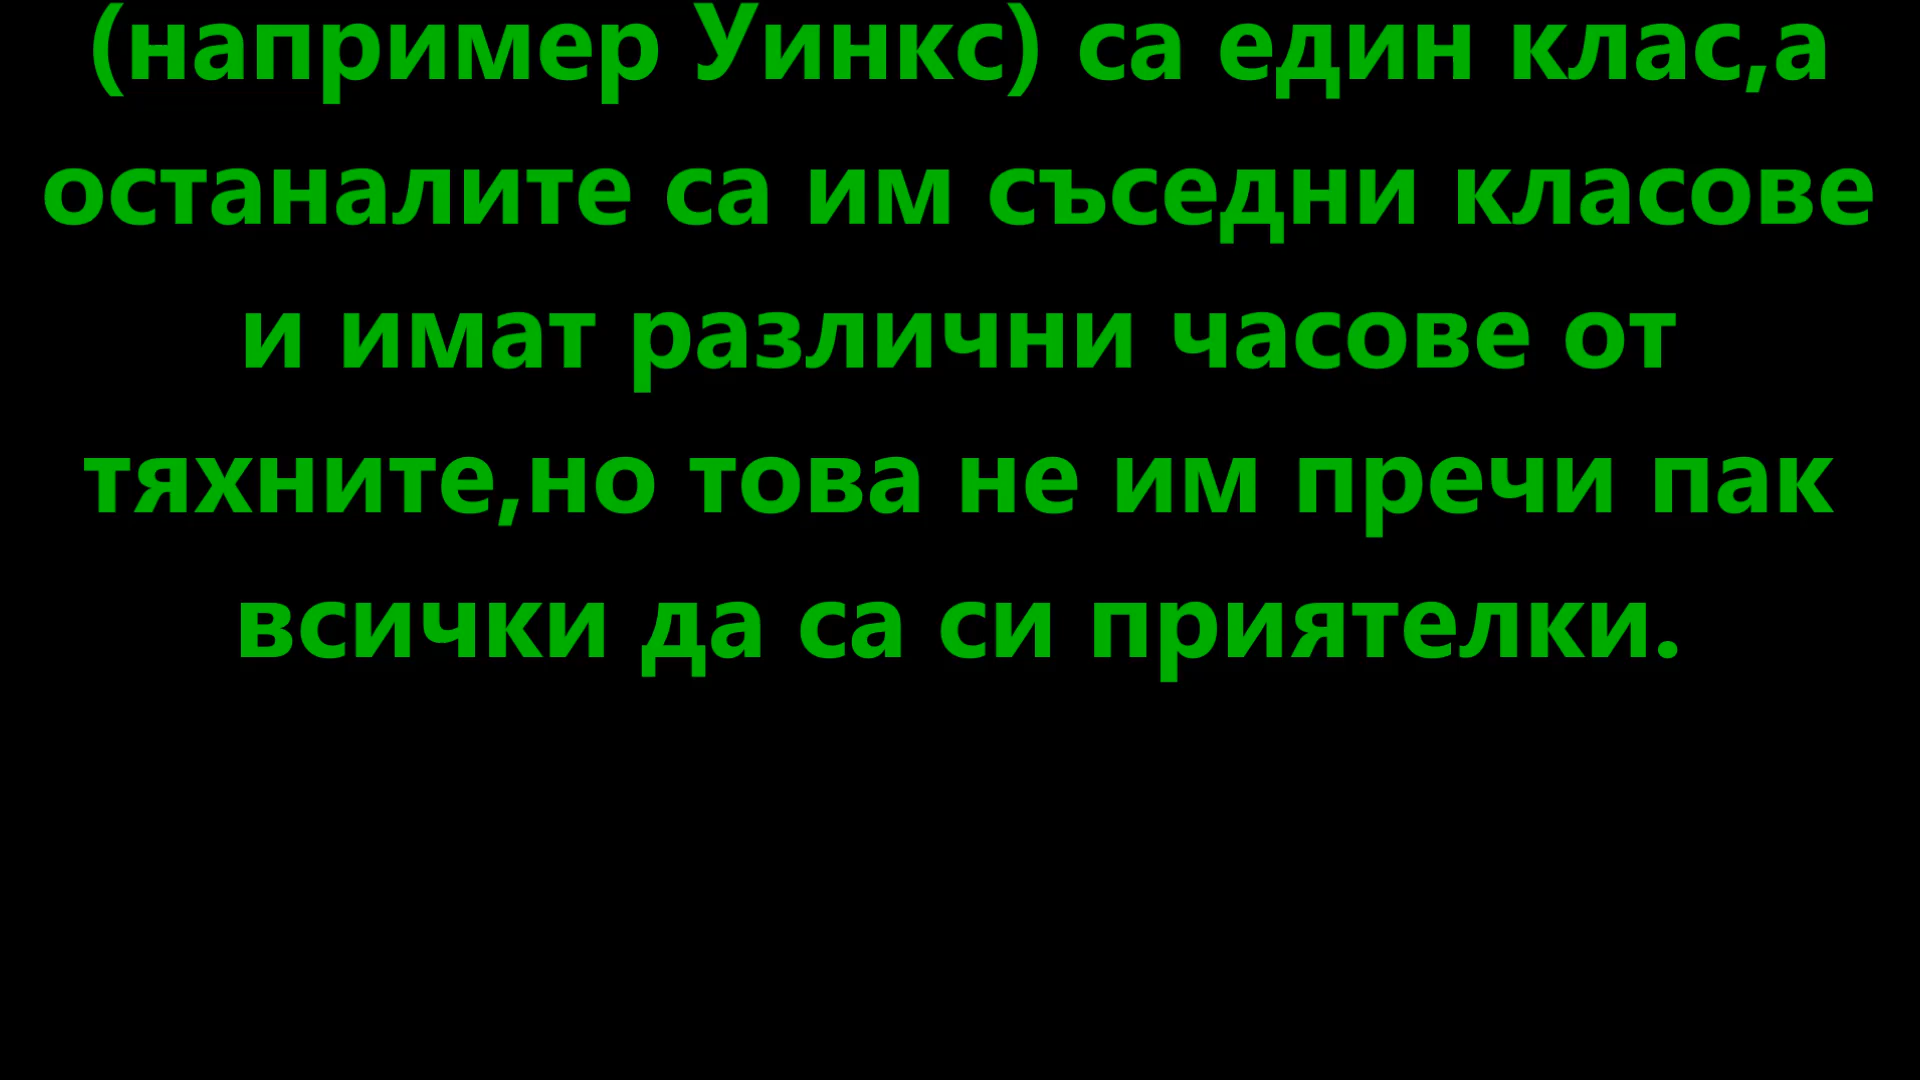 (например Уинкс) са един клас,а
останалите са им съседни класове
и имат различни часове от
тяхните,но това не им пречи пак
всички да са си приятелки.